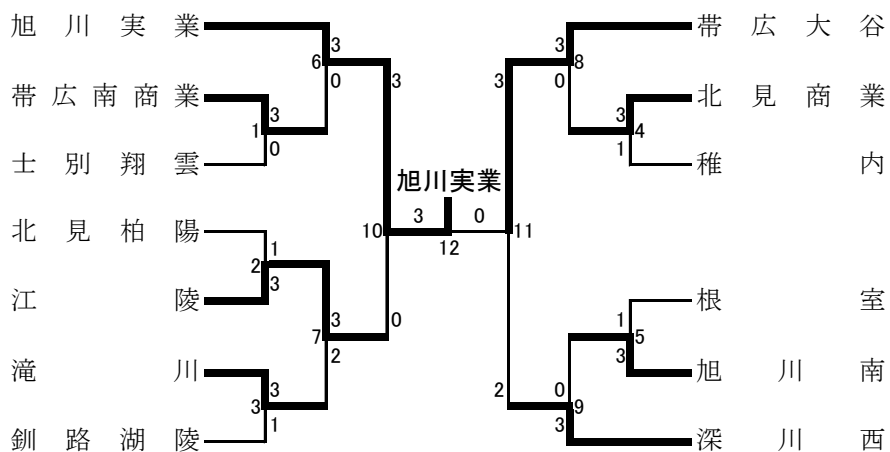 旭川実業
帯広南商業
士別翔雲
北見柏陽
江陵
滝川
釧路湖陵
3
6
0
3
1
0
1
2
3
3
7
2
3
3
1
3
10
0
旭川実業
3
0
12
3
11
2
3
8
0
3
4
1
1
5
3
0
9
3
帯広大谷
北見商業
稚内
根室
旭川南
深川西